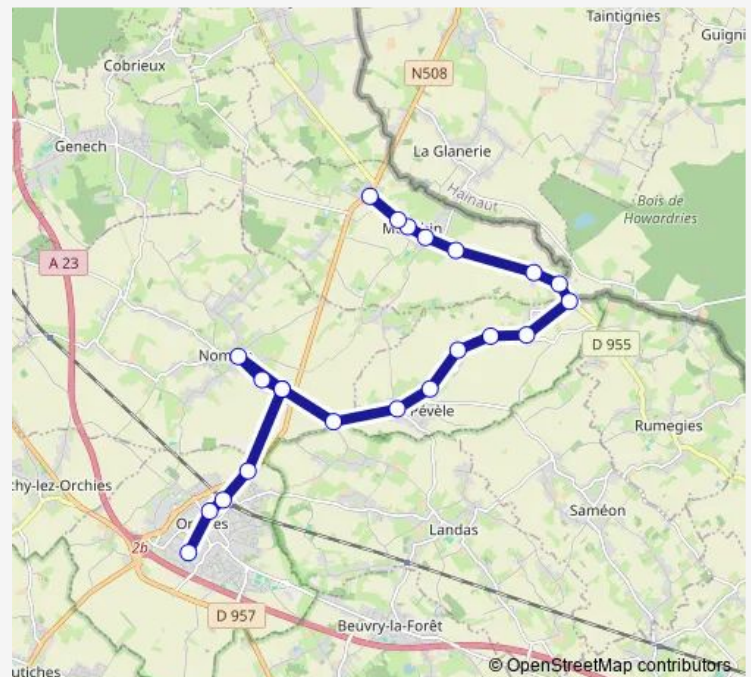 Taintignies
Guigni
Cobrieux
N508
Genech
La Glanerie
Hainaut
Bois de
Howardries
A 23
D 955
Nom
Pévèle
Rumegies
chy-lez-Orchies
Or es
Saméon
Landas
2b
D 957
Beuvry-la-Forêt
utiches
© OpenStreetMap contributors